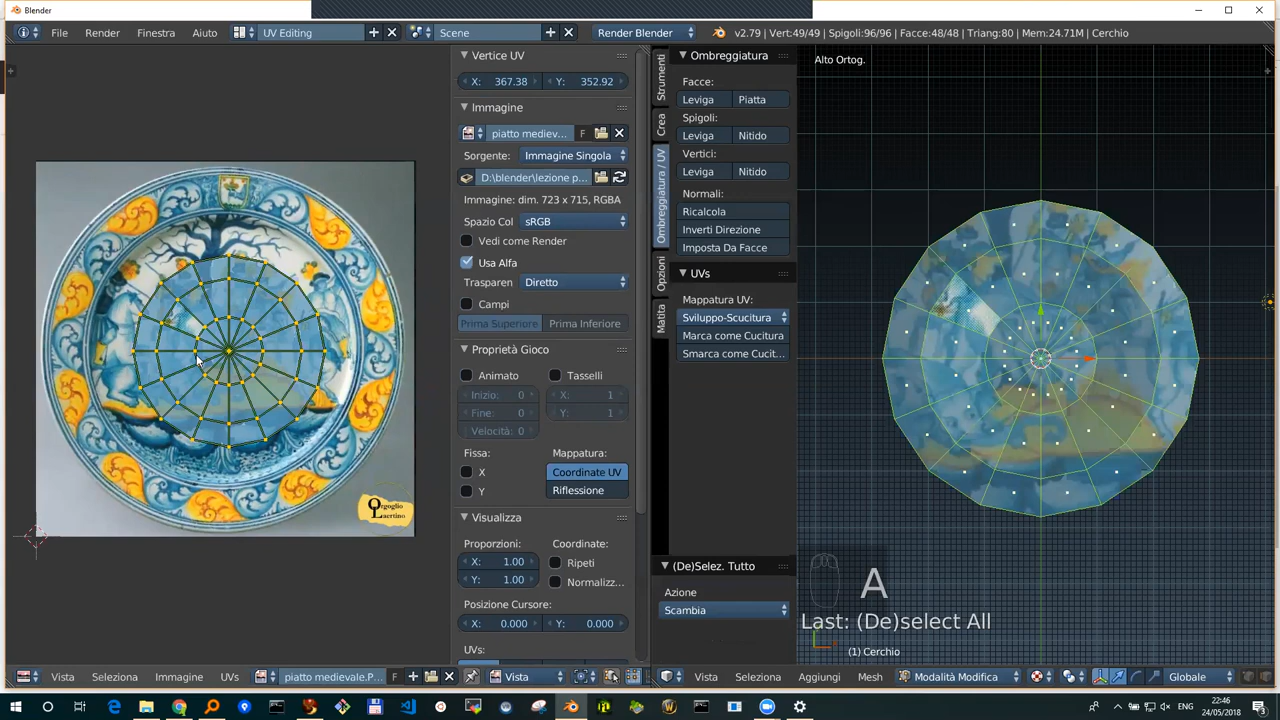 Blender
File Render Finestra Aiuto UV Editing Scene Render Blender v2.79 | Vert:49/49 | Spigoli:96/96 | Facce:48/48 | Triang:80 | Mem:24.71M | Cerchio
Vertice UV
X: 367.38 Y: 352.92
Immagine
piatto mediev... F
Sorgente: Immagine Singola
D:\blender\lezione p...
Immagine: dim. 723 x 715, RGBA
Spazio Col sRGB
Vedi come Render
Usa Alfa
Trasparen Diretto
Campi
Prima Superiore Prima Inferiore
Proprietà Gioco
Animato Tasselli
Inizio: 0 X: 1
Fine: 0 Y: 1
Velocità: 0
Fissa: Mappatura:
X Coordinate UV
Y Riflessione
Visualizza
Proporzioni: Coordinate:
X: 1.00 Ripeti
Y: 1.00 Normalizz...
Posizione Cursore:
X: 0.000 Y: 0.000
UVs:
Strumenti
Crea
Ombreggiatura / UV
Opzioni
Matita
Ombreggiatura
Facce:
Leviga Piatta
Spigoli:
Leviga Nitido
Vertici:
Leviga Nitido
Normali:
Ricalcola
Inverti Direzione
Imposta Da Facce
UVs
Mappatura UV:
Sviluppo-Scucitura
Marca come Cucitura
Smarca come Cucit...
(De)Selez. Tutto
Azione
Scambia
Alto Ortog.
A
Last: (De)select All
(1) Cerchio
Orgoglio
Laertino
Vista Seleziona Immagine UVs piatto medievale.P... F Vista
Vista Seleziona Aggiungi Mesh Modalità Modifica Globale
ENG
22:46
24/05/2018
3